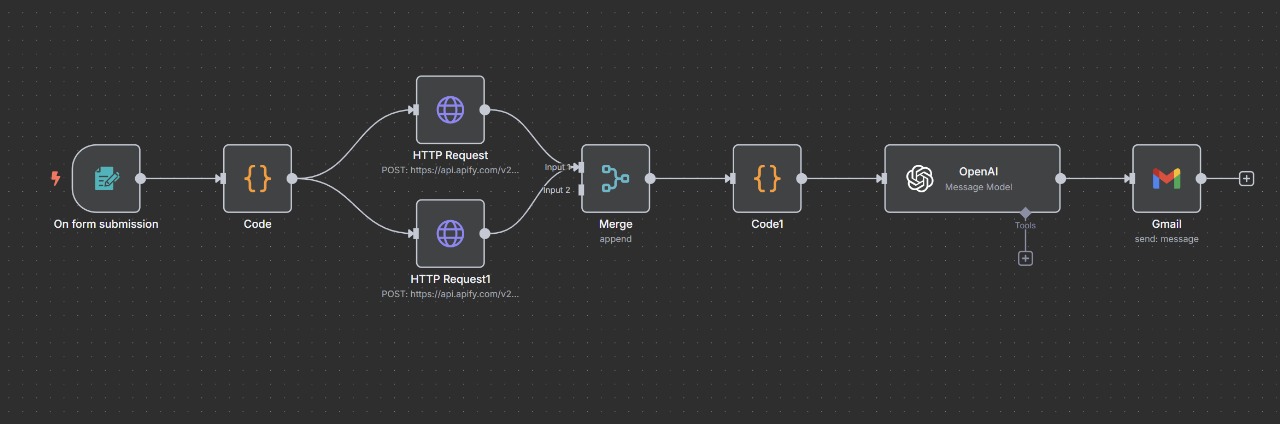 HTTP Request
POST: https://api.apify.com/v2...
Input 1
Input 2
On form submission
Code
HTTP Request1
POST: https://api.apify.com/v2...
Merge
append
Code1
OpenAI
Message Model
Tools
Gmail
send: message